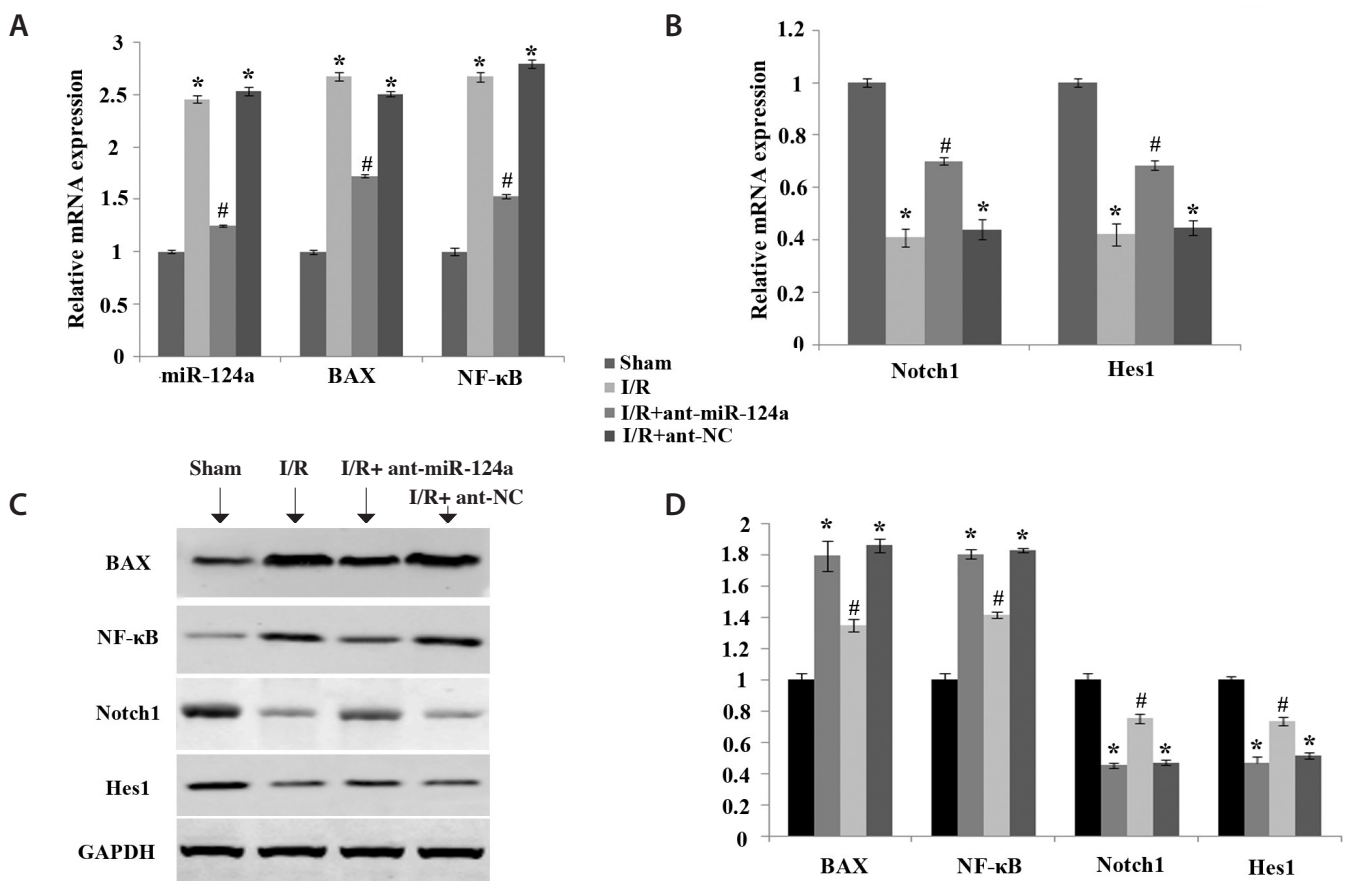 A
Relative mRNA expression
3
2.5
2
1.5
1
2.5
0
* * # *
* # *
* # *
miR-124a BAX NF-κB
B
Relative mRNA expression
1.2
1
0.8
0.6
0.4
0.2
0
* # *
* # *
Notch1 Hes1
Sham
I/R
I/R+ant-miR-124a
I/R+ant-NC
C
Sham I/R I/R+ ant-miR-124a
I/R+ ant-NC
BAX
NF-κB
Notch1
Hes1
GAPDH
D
2
1.8
1.6
1.4
1.2
1
0.8
0.6
0.4
0.2
0
* # *
* # *
* # *
* # *
BAX NF-κB Notch1 Hes1